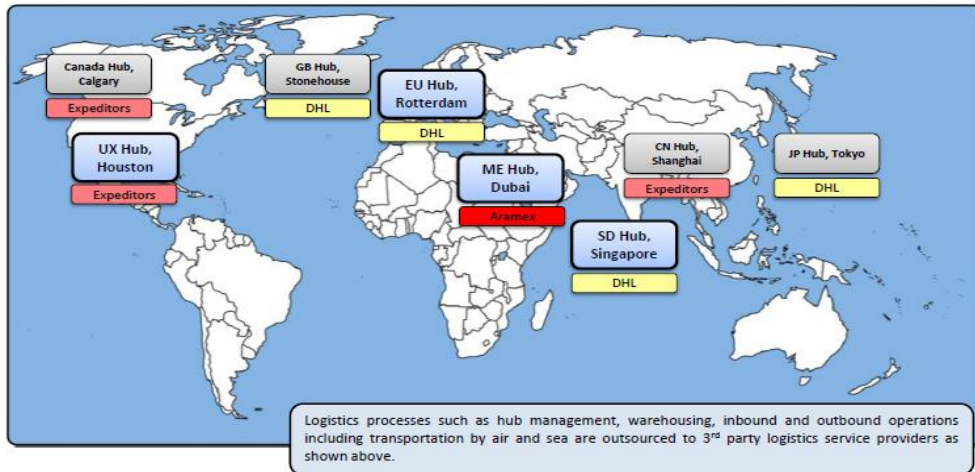 Canada Hub,
Calgary
Expeditors
GB Hub,
Stonehouse
DHL
EU Hub,
Rotterdam
DHL
UX Hub,
Houston
Expeditors
ME Hub,
Dubai
Aramex
CN Hub,
Shanghai
Expeditors
JP Hub, Tokyo
DHL
SD Hub,
Singapore
DHL
Logistics processes such as hub management, warehousing, inbound and outbound operations
including transportation by air and sea are outsourced to 3rd party logistics service providers as
shown above.